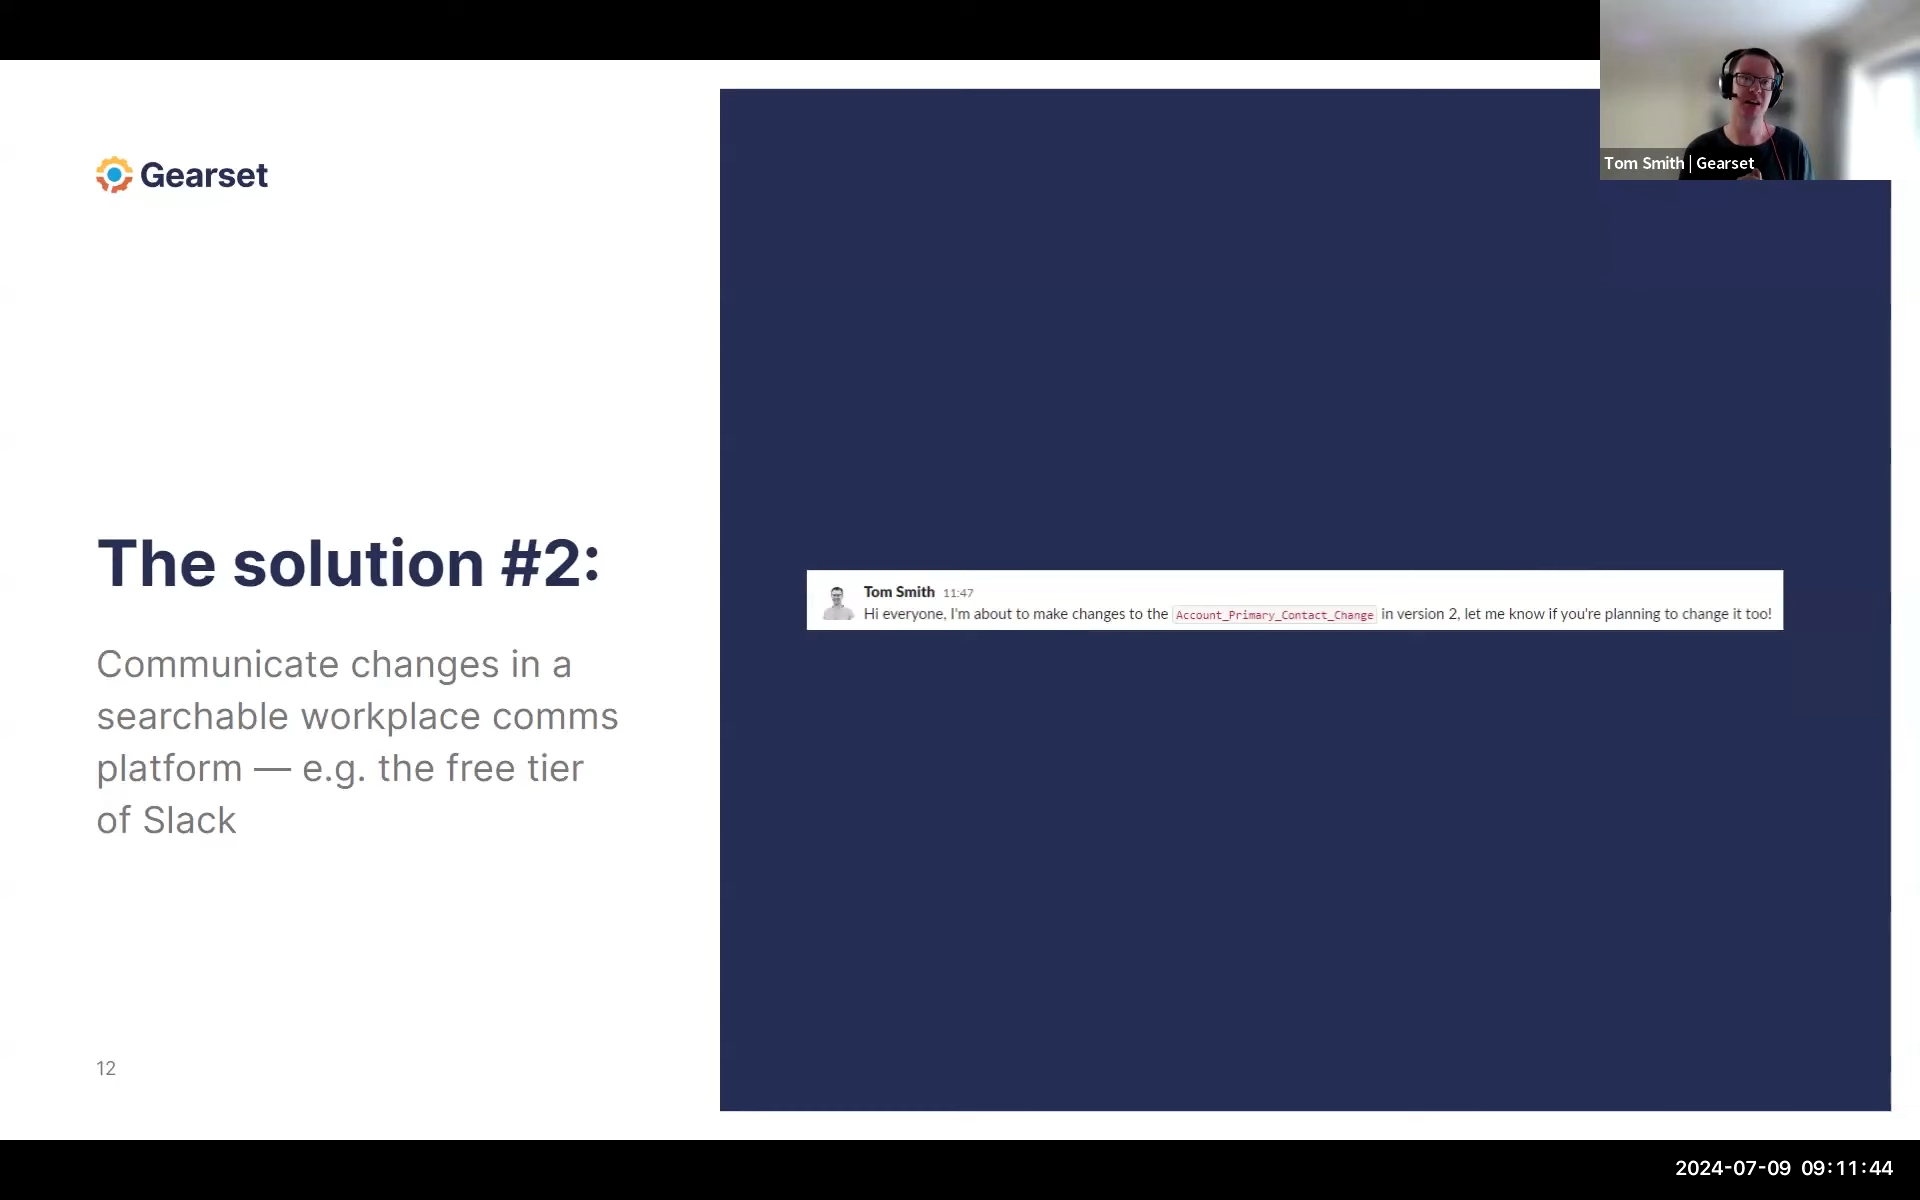 Tom Smith | Gearset
Gearset
The solution #2:
Communicate changes in a
searchable workplace comms
platform — e.g. the free tier
of Slack
Tom Smith 11:47
Hi everyone, I'm about to make changes to the Account_Primary_Contact_Change in version 2, let me know if you're planning to change it too!
12
2024-07-09 09:11:44